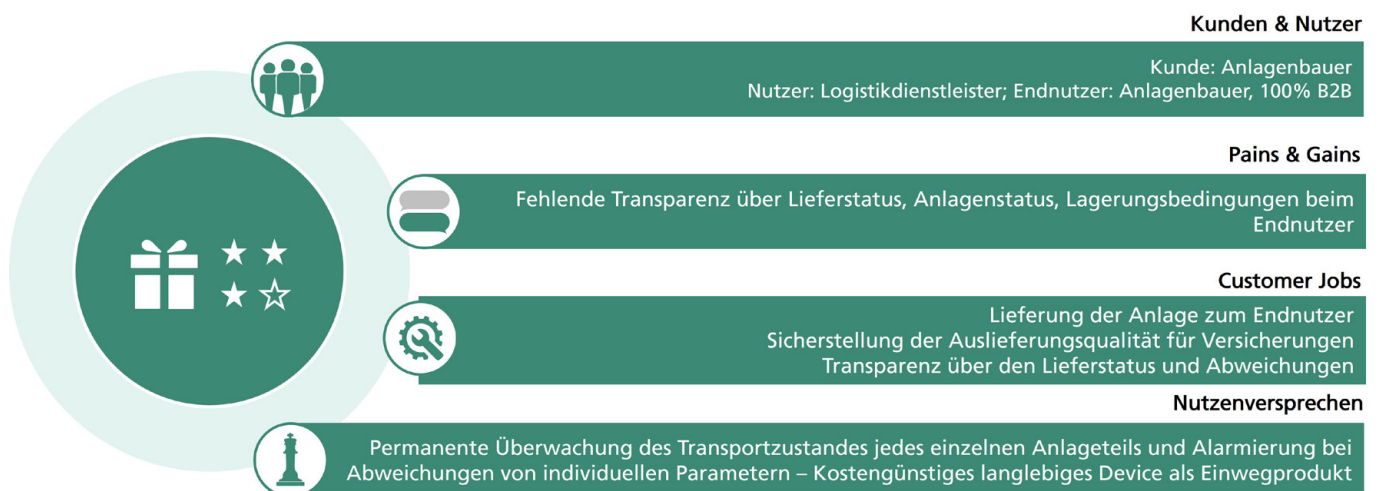 Kunden & Nutzer
Kunde: Anlagenbauer
Nutzer: Logistikdienstleister; Endnutzer: Anlagenbauer, 100% B2B
Pains & Gains
Fehlende Transparenz über Lieferstatus, Anlagenstatus, Lagerungsbedingungen beim
Endnutzer
Customer Jobs
Lieferung der Anlage zum Endnutzer
Sicherstellung der Auslieferungsqualität für Versicherungen
Transparenz über den Lieferstatus und Abweichungen
Nutzenversprechen
Permanente Überwachung des Transportzustandes jedes einzelnen Anlageteils und Alarmierung bei
Abweichungen von individuellen Parametern – Kostengünstiges langlebiges Device als Einwegprodukt